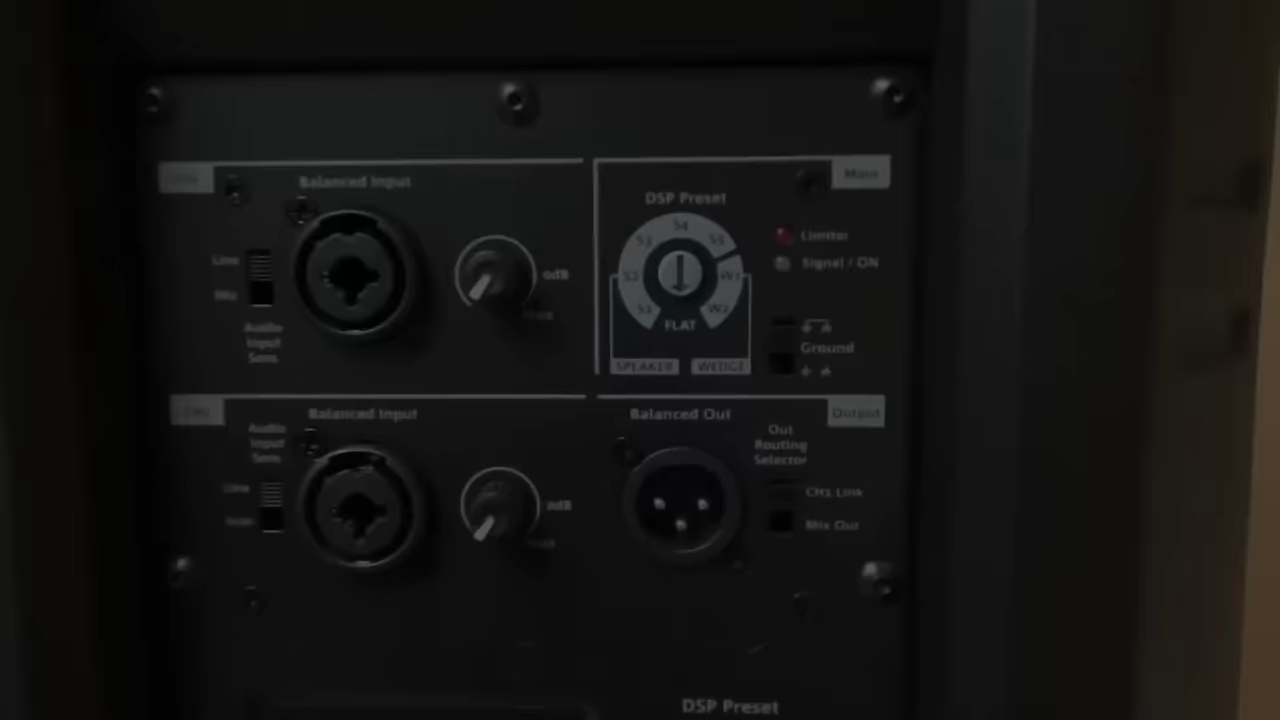 Balanced Input
Line
Mic
Audio
Input
Sens
0dB
max
Main
DSP Preset
S1
S2
S3
S4
S5
W1
W2
FLAT
SPEAKER
WEDGE
Limiter
Signal / ON
Ground
Balanced Input
Audio
Input
Sens
Line
0dB
Balanced Out
Output
Out
Routing
Selector
CH1 Link
Mix Out
DSP Preset